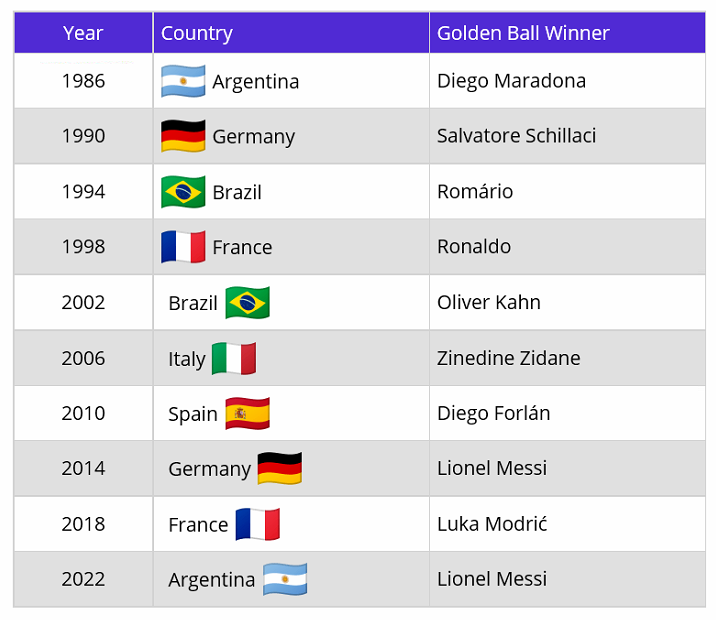 Year Country Golden Ball Winner
1986 Argentina Diego Maradona
1990 Germany Salvatore Schillaci
1994 Brazil Romário
1998 France Ronaldo
2002 Brazil Oliver Kahn
2006 Italy Zinedine Zidane
2010 Spain Diego Forlán
2014 Germany Lionel Messi
2018 France Luka Modrić
2022 Argentina Lionel Messi